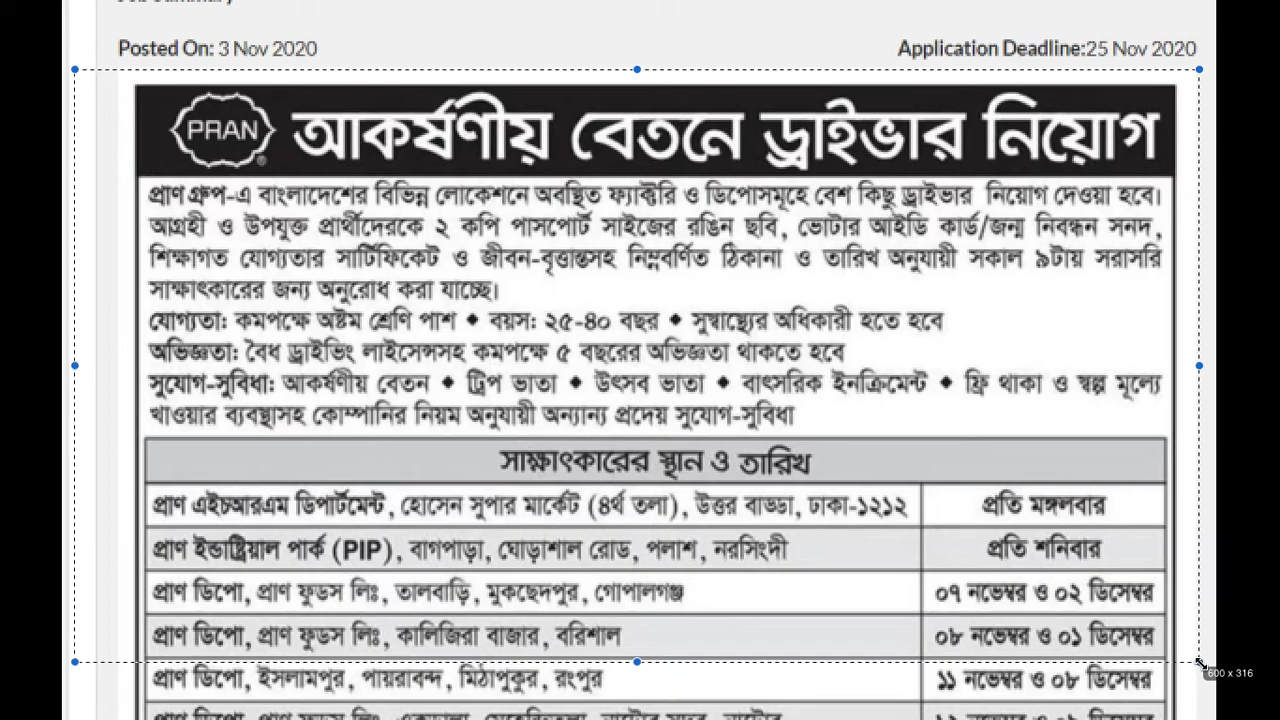 Posted On: 3 Nov 2020
Application Deadline:25 Nov 2020
PRAN
আকর্ষণীয় বেতনে ড্রাইভার নিয়োগ
প্রাণ গ্রুপ-এ বাংলাদেশের বিভিন্ন লোকেশনে অবস্থিত ফ্যাক্টরি ও ডিপোসমূহে বেশ কিছু ড্রাইভার নিয়োগ দেওয়া হবে।
আগ্রহী ও উপযুক্ত প্রার্থীদেরকে ২ কপি পাসপোর্ট সাইজের রঙিন ছবি, ভোটার আইডি কার্ড/জন্ম নিবন্ধন সনদ,
শিক্ষাগত যোগ্যতার সার্টিফিকেট ও জীবন-বৃত্তান্তসহ নিম্নবর্ণিত ঠিকানা ও তারিখ অনুযায়ী সকাল ৯টায় সরাসরি
সাক্ষাৎকারের জন্য অনুরোধ করা যাচ্ছে।
যোগ্যতা: কমপক্ষে অষ্টম শ্রেণি পাশ ◆ বয়স: ২৫-৪০ বছর ◆ সুস্বাস্থ্যের অধিকারী হতে হবে
অভিজ্ঞতা: বৈধ ড্রাইভিং লাইসেন্সসহ কমপক্ষে ৫ বছরের অভিজ্ঞতা থাকতে হবে
সুযোগ-সুবিধা: আকর্ষণীয় বেতন ◆ ট্রিপ ভাতা ◆ উৎসব ভাতা ◆ বাৎসরিক ইনক্রিমেন্ট ◆ ফ্রি থাকা ও স্বল্প মূল্যে
খাওয়ার ব্যবস্থাসহ কোম্পানির নিয়ম অনুযায়ী অন্যান্য প্রদেয় সুযোগ-সুবিধা
সাক্ষাৎকারের স্থান ও তারিখ
প্রাণ এইচআরএম ডিপার্টমেন্ট, হোসেন সুপার মার্কেট (৪র্থ তলা), উত্তর বাড্ডা, ঢাকা-১২১২ প্রতি মঙ্গলবার
প্রাণ ইন্ডাস্ট্রিয়াল পার্ক (PIP), বাগপাড়া, ঘোড়াশাল রোড, পলাশ, নরসিংদী প্রতি শনিবার
প্রাণ ডিপো, প্রাণ ফুডস লিঃ, তালবাড়ি, মুকছেদপুর, গোপালগঞ্জ ০৭ নভেম্বর ও ০২ ডিসেম্বর
প্রাণ ডিপো, প্রাণ ফুডস লিঃ, কালিজিরা বাজার, বরিশাল ০৮ নভেম্বর ও ০১ ডিসেম্বর
প্রাণ ডিপো, ইসলামপুর, পায়রাবন্দ, মিঠাপুকুর, রংপুর ১১ নভেম্বর ও ০৮ ডিসেম্বর
600 x 316